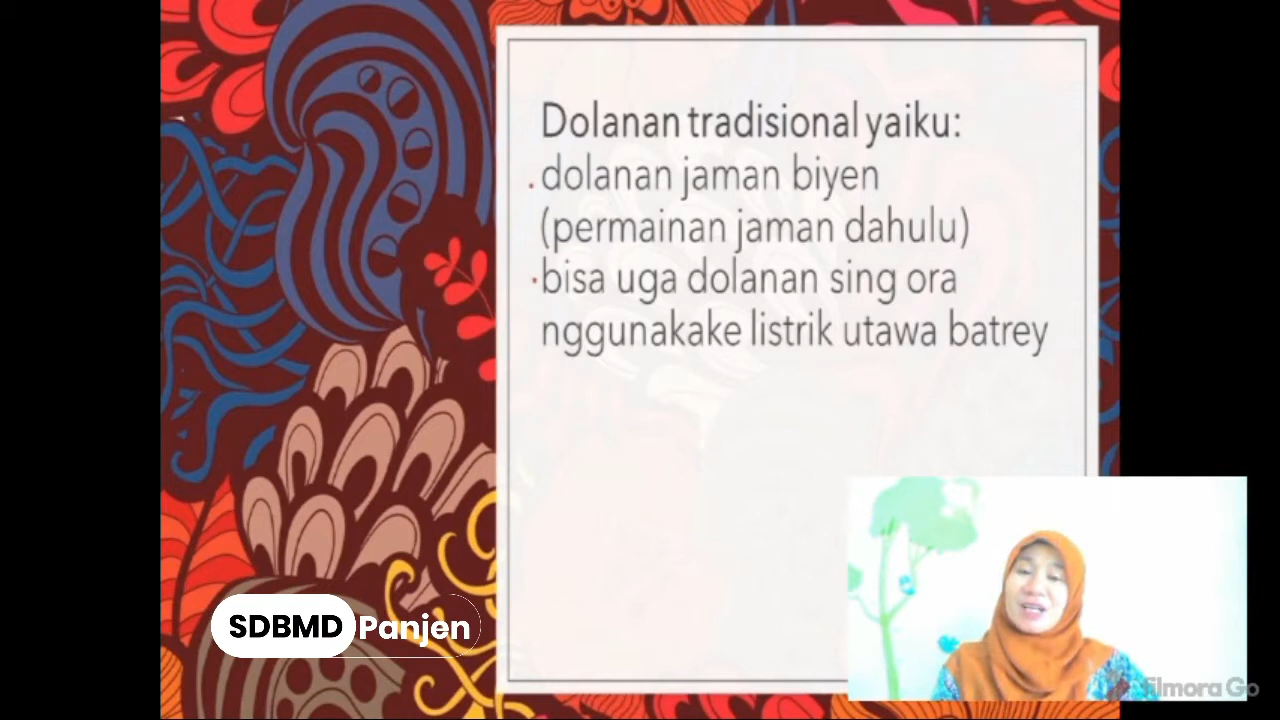 Dolanan tradisional yaiku:
. dolanan jaman biyen
(permainan jaman dahulu)
·bisa uga dolanan sing ora
nggunakake listrik utawa batrey
SDBMD Panjen
Filmora Go